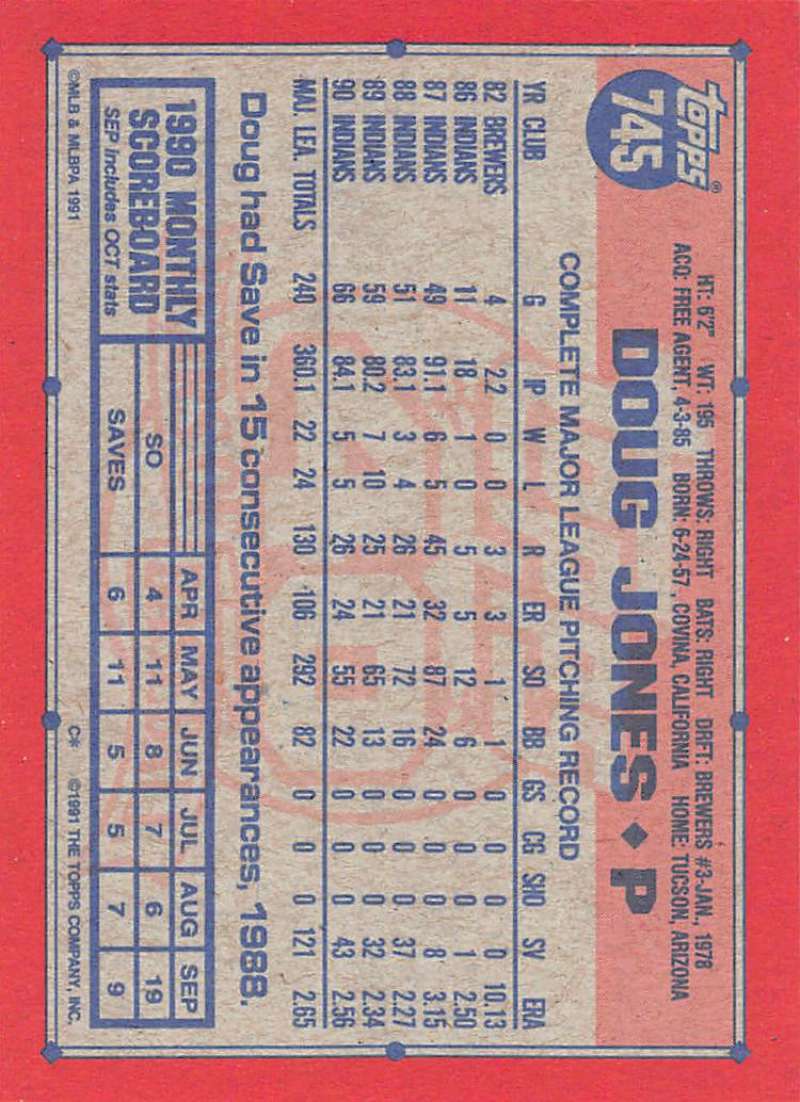 topps®
745
HT: 6'2" WT: 195 THROWS: RIGHT BATS: RIGHT DRFT: BREWERS #3-JAN., 1978
ACQ: FREE AGENT, 4-3-85 BORN: 6-24-57, COVINA, CALIFORNIA HOME: TUCSON, ARIZONA
DOUG JONES ♦ P
COMPLETE MAJOR LEAGUE PITCHING RECORD
YR CLUB G IP W L R ER SO BB GS CG SHO SV ERA
82 BREWERS 4 2.2 0 0 3 3 1 1 0 0 0 0 10.13
86 INDIANS 11 18 1 0 5 5 12 6 0 0 0 1 2.50
87 INDIANS 49 91.1 6 5 45 32 87 24 0 0 0 8 3.15
88 INDIANS 51 83.1 3 4 26 21 72 16 0 0 0 37 2.27
89 INDIANS 59 80.2 7 10 25 21 65 13 0 0 0 32 2.34
90 INDIANS 66 84.1 5 5 26 24 55 22 0 0 0 43 2.56
MAJ. LEA. TOTALS 240 360.1 22 24 130 106 292 82 0 0 0 121 2.65
Doug had Save in 15 consecutive appearances, 1988.
1990 MONTHLY
SCOREBOARD
SEP includes OCT stats
APR MAY JUN JUL AUG SEP
SO 4 11 8 7 6 19
SAVES 6 11 5 5 7 9
©MLB & MLBPA 1991 C* ©1991 THE TOPPS COMPANY, INC.